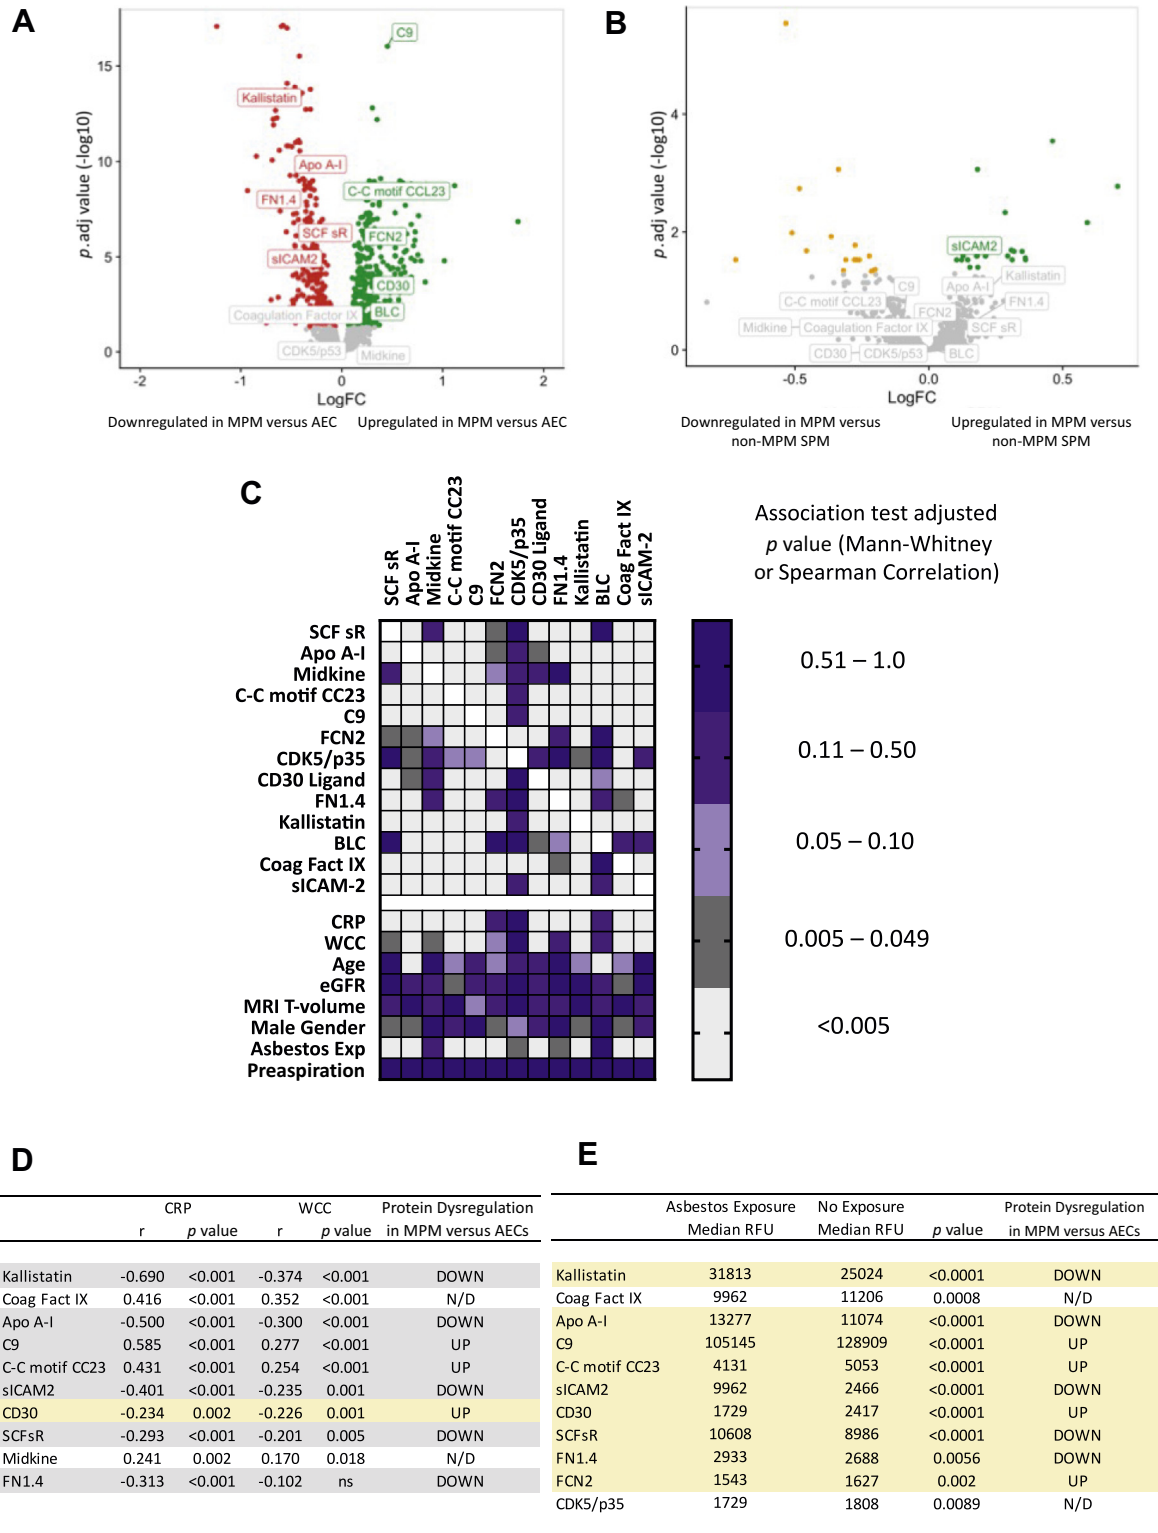 A
15
10
5
0
p.adj value (-log10)
C9
Kallistatin
Apo A-I
C-C motif CCL23
FN1.4
SCF sR
FCN2
sICAM2
CD30
BLC
Coagulation Factor IX
CDK5/p53
Midkine
-2 -1 0 1 2
LogFC
Downregulated in MPM versus AEC Upregulated in MPM versus AEC
B
4
2
0
p.adj value (-log10)
sICAM2
Kallistatin
C9
Apo A-I
C-C motif CCL23
FN1.4
FCN2
Midkine
Coagulation Factor IX
SCF sR
CD30
CDK5/p53
BLC
-0.5 0.0 0.5
LogFC
Downregulated in MPM versus
non-MPM SPM
Upregulated in MPM versus
non-MPM SPM
C
SCF sR
Apo A-I
Midkine
C-C motif CC23
C9
FCN2
CDK5/p35
CD30 Ligand
FN1.4
Kallistatin
BLC
Coag Fact IX
sICAM-2
SCF sR
Apo A-I
Midkine
C-C motif CC23
C9
FCN2
CDK5/p35
CD30 Ligand
FN1.4
Kallistatin
BLC
Coag Fact IX
sICAM-2
CRP
WCC
Age
eGFR
MRI T-volume
Male Gender
Asbestos Exp
Preaspiration
Association test adjusted
p value (Mann-Whitney
or Spearman Correlation)
0.51 – 1.0
0.11 – 0.50
0.05 – 0.10
0.005 – 0.049
<0.005
D
CRP WCC Protein Dysregulation
r p value r p value in MPM versus AECs
Kallistatin -0.690 <0.001 -0.374 <0.001 DOWN
Coag Fact IX 0.416 <0.001 0.352 <0.001 N/D
Apo A-I -0.500 <0.001 -0.300 <0.001 DOWN
C9 0.585 <0.001 0.277 <0.001 UP
C-C motif CC23 0.431 <0.001 0.254 <0.001 UP
sICAM2 -0.401 <0.001 -0.235 0.001 DOWN
CD30 -0.234 0.002 -0.226 0.001 UP
SCFsR -0.293 <0.001 -0.201 0.005 DOWN
Midkine 0.241 0.002 0.170 0.018 N/D
FN1.4 -0.313 <0.001 -0.102 ns DOWN
E
Asbestos Exposure No Exposure Protein Dysregulation
Median RFU Median RFU p value in MPM versus AECs
Kallistatin 31813 25024 <0.0001 DOWN
Coag Fact IX 9962 11206 0.0008 N/D
Apo A-I 13277 11074 <0.0001 DOWN
C9 105145 128909 <0.0001 UP
C-C motif CC23 4131 5053 <0.0001 UP
sICAM2 9962 2466 <0.0001 DOWN
CD30 1729 2417 <0.0001 UP
SCFsR 10608 8986 <0.0001 DOWN
FN1.4 2933 2688 0.0056 DOWN
FCN2 1543 1627 0.002 UP
CDK5/p35 1729 1808 0.0089 N/D